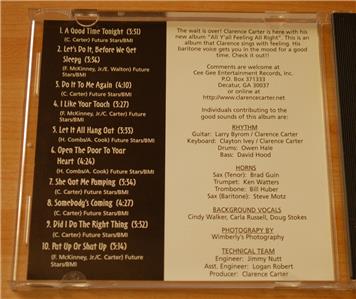 1. A Good Time Tonight (3:51)
(C. Carter) Future Stars/BMI
2. Let's Do It, Before We Get
Sleepy (3:34)
(F. McKinney, Jr./E. Walton) Future
Stars/BMI
3. Do It To Me Again (4:10)
(C. Carter) Future Stars/BMI
4. I Like Your Touch (3:27)
(F. McKinney, Jr./C. Carter) Future
Stars/BMI
5. Let It All Hang Out (3:33)
(H. Combs/A. Cook) Future Stars/BMI
6. Open The Door To Your
Heart (4:24)
(H. Combs/A. Cook) Future Stars/BMI
7. She Got Me Pumping (3:34)
(C. Carter) Future Stars/BMI
8. Somebody's Coming (4:27)
(C. Carter) Future Stars/BMI
9. Did I Do The Right Thing (3:32)
(C. Carter) Future Stars/BMI
10. Put Up Or Shut Up (3:14)
(F. McKinney, Jr./C. Carter) Future
Stars/BMI
The wait is over! Clarence Carter is here with his
new album "All Y'all Feeling All Right". This is an
album that Clarence sings with feeling. His
baritone voice gets you in the mood for a good
time. Check it out!!
Comments are welcome at
Cee Gee Entertainment Records, Inc.
P.O. Box 371333
Decatur, GA 30037
or online at
http://www.clarencecarter.net.
Individuals contributing to the
good sounds of this album are:
RHYTHM
Guitar: Larry Byrom / Clarence Carter
Keyboard: Clayton Ivey / Clarence Carter
Drums: Owen Hale
Bass: David Hood
HORNS
Sax (Tenor): Brad Guin
Trumpet: Ken Watters
Trombone: Bill Huber
Sax (Baritone): Steve Motz
BACKGROUND VOCALS
Cindy Walker, Carla Russell, Doug Stokes
PHOTOGRAPY BY
Wimberly's Photography
TECHNICAL TEAM
Engineer: Jimmy Nutt
Asst. Engineer: Logan Robert
Producer: Clarence Carter